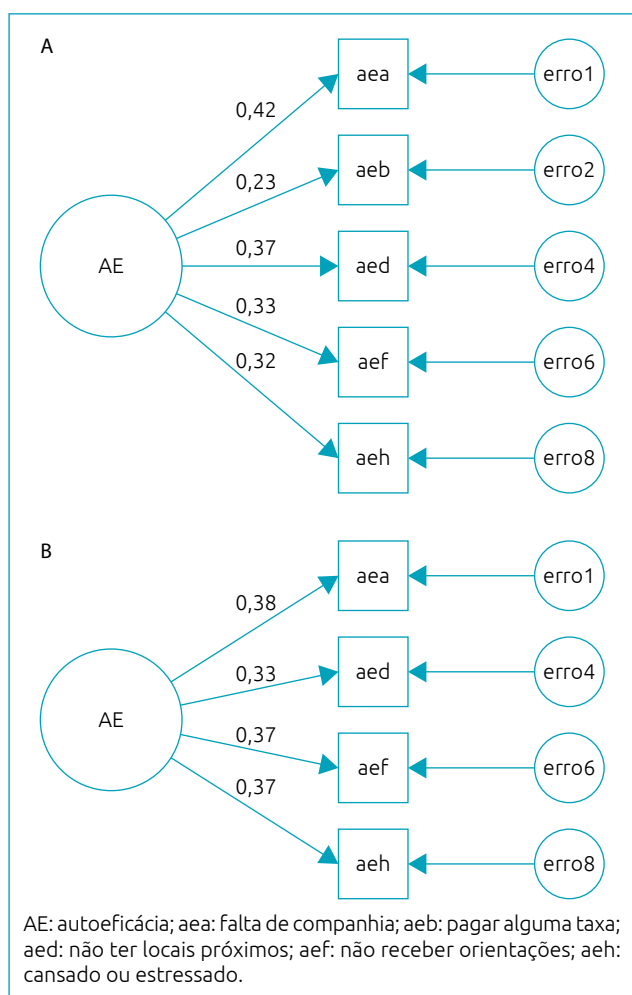 A
aea
erro1
0,42
aeb
erro2
0,23
AE
0,37
aed
erro4
0,33
aef
erro6
0,32
aeh
erro8
B
aea
erro1
0,38
aed
erro4
0,33
AE
0,37
aef
erro6
0,37
aeh
erro8
AE: autoeficácia; aea: falta de companhia; aeb: pagar alguma taxa;
aed: não ter locais próximos; aef: não receber orientações; aeh:
cansado ou estressado.